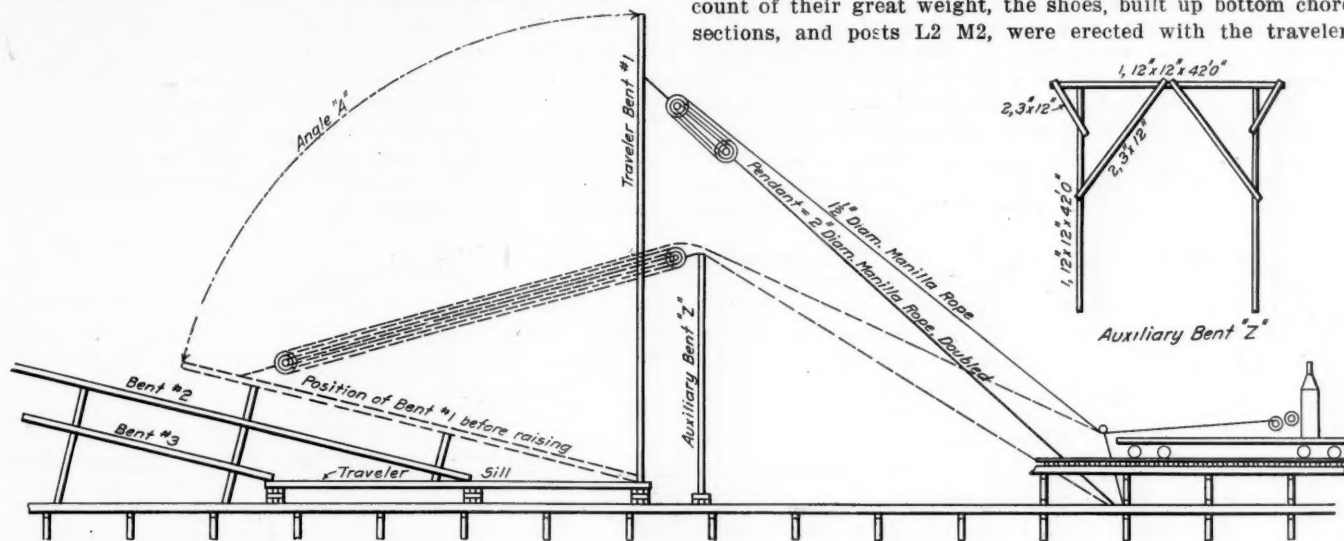 count of their great weight, the shoes, built up bottom chord
sections, and posts L2 M2, were erected with the traveler
1, 12"x12"x42'0"
2, 3"x12"
2, 3"x12"
1, 12"x12"x42'0"
Auxiliary Bent "Z"
Angle "A"
Traveler Bent #1
1½" Diam. Manilla Rope
Pendant = 2" Diam. Manilla Rope, Doubled
Auxiliary Bent "Z"
Position of Bent #1 before raising
Bent #2
Bent #3
Traveler Sill